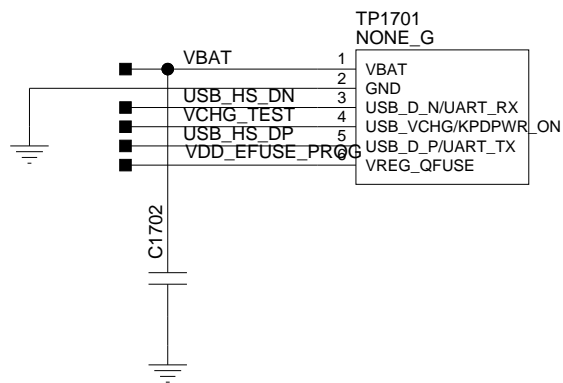 TP1701
NONE_G
VBAT 1 VBAT
2 GND
USB_HS_DN 3 USB_D_N/UART_RX
VCHG_TEST 4 USB_VCHG/KPDPWR_ON
USB_HS_DP 5 USB_D_P/UART_TX
VDD_EFUSE_PROG 6 VREG_QFUSE
C1702